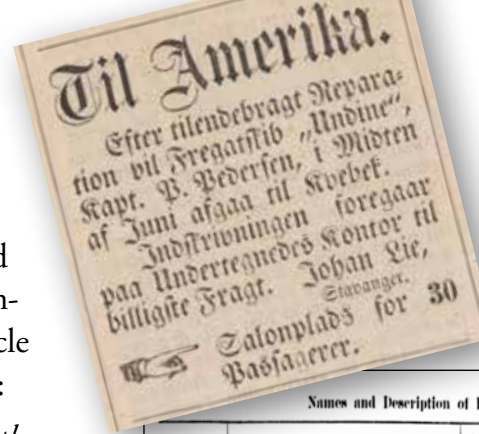 Til Amerika.
Efter tilendebragt Repara-
tion vil Fregatskib „Undine“,
Kapt. P. Pedersen, i Midten
af Juni afgaa til Kvebek.
Indskrivningen foregaar
paa Undertegnedes Kontor til
billigste Fragt. Johan Lie,
Stavanger.
Salonplads for 30
Passagerer.
d
n-
cle
:
Names and Description of